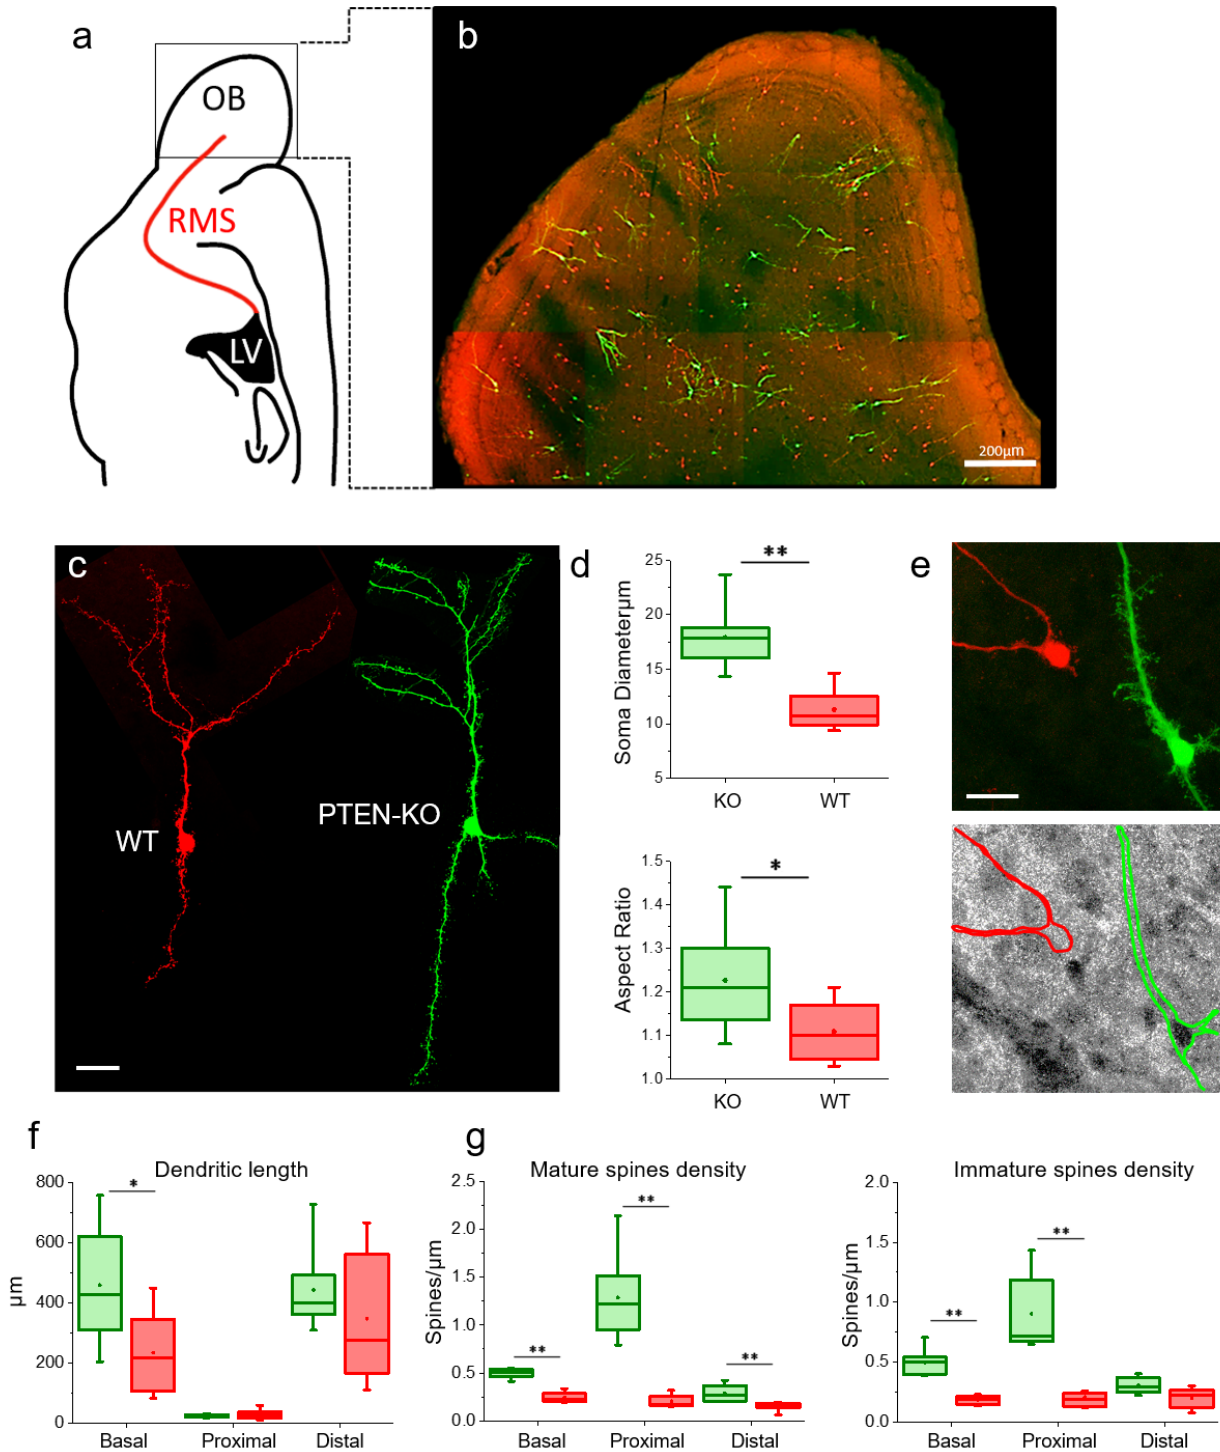 a
OB
RMS
LV
b
200µm
c
WT
PTEN-KO
d
Soma Diameterµm
25
20
15
10
5
**
KO
WT
Aspect Ratio
1.5
1.4
1.3
1.2
1.1
1.0
*
KO
WT
e
f
Dendritic length
µm
800
600
400
200
0
*
Basal
Proximal
Distal
g
Mature spines density
Spines/µm
2.5
2.0
1.5
1.0
0.5
0.0
**
**
**
Basal
Proximal
Distal
Immature spines density
Spines/µm
2.0
1.5
1.0
0.5
0.0
**
**
Basal
Proximal
Distal